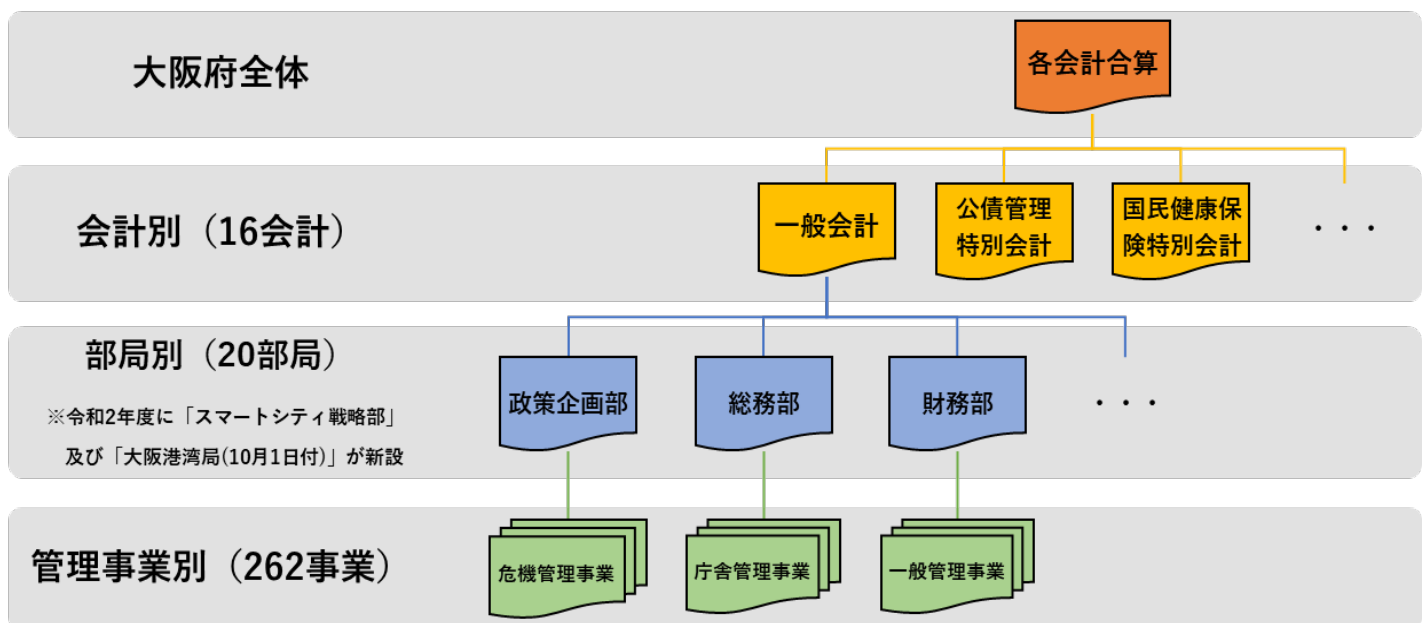 大阪府全体
各会計合算
会計別（16会計）
一般会計
公債管理
特別会計
国民健康保
険特別会計
・・・
部局別（20部局）
※令和2年度に「スマートシティ戦略部」
及び「大阪港湾局(10月1日付)」が新設
政策企画部
総務部
財務部
・・・
管理事業別（262事業）
危機管理事業
庁舎管理事業
一般管理事業